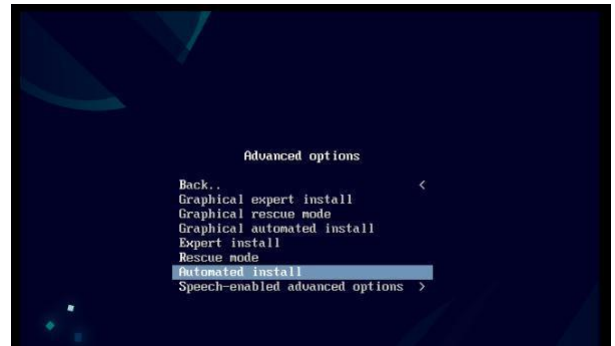 Advanced options
Back.. <
Graphical expert install
Graphical rescue mode
Graphical automated install
Expert install
Rescue mode
Automated install
Speech-enabled advanced options >